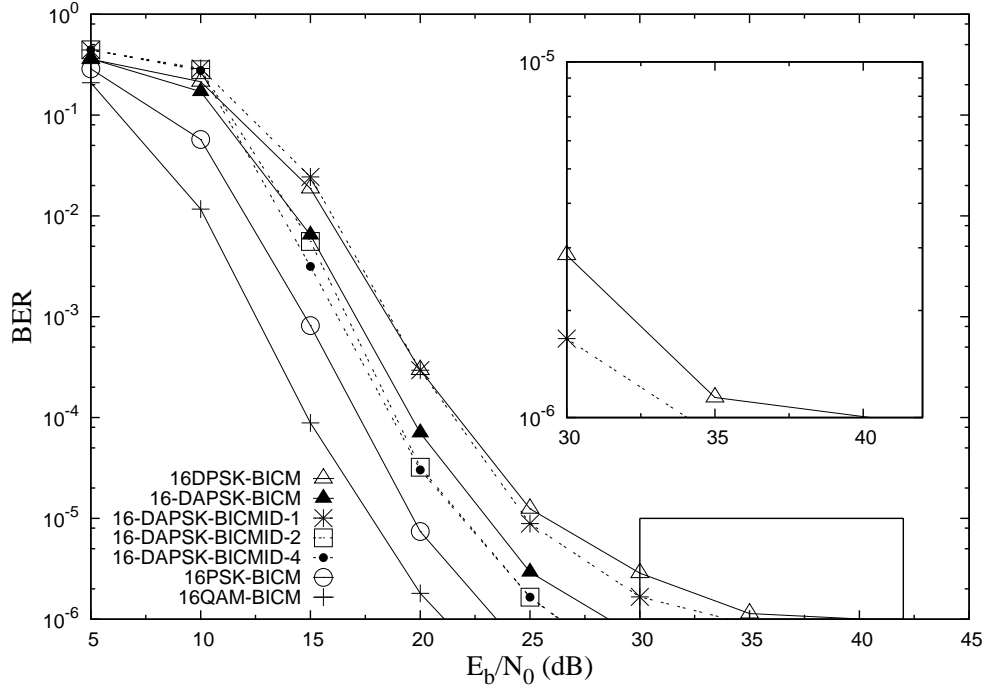 10^0
10^-1
10^-2
10^-3
10^-4
10^-5
10^-6
BER
5 10 15 20 25 30 35 40 45
E_b/N_0 (dB)
16DPSK-BICM
16-DAPSK-BICM
16-DAPSK-BICMID-1
16-DAPSK-BICMID-2
16-DAPSK-BICMID-4
16PSK-BICM
16QAM-BICM
10^-5
10^-6
30 35 40